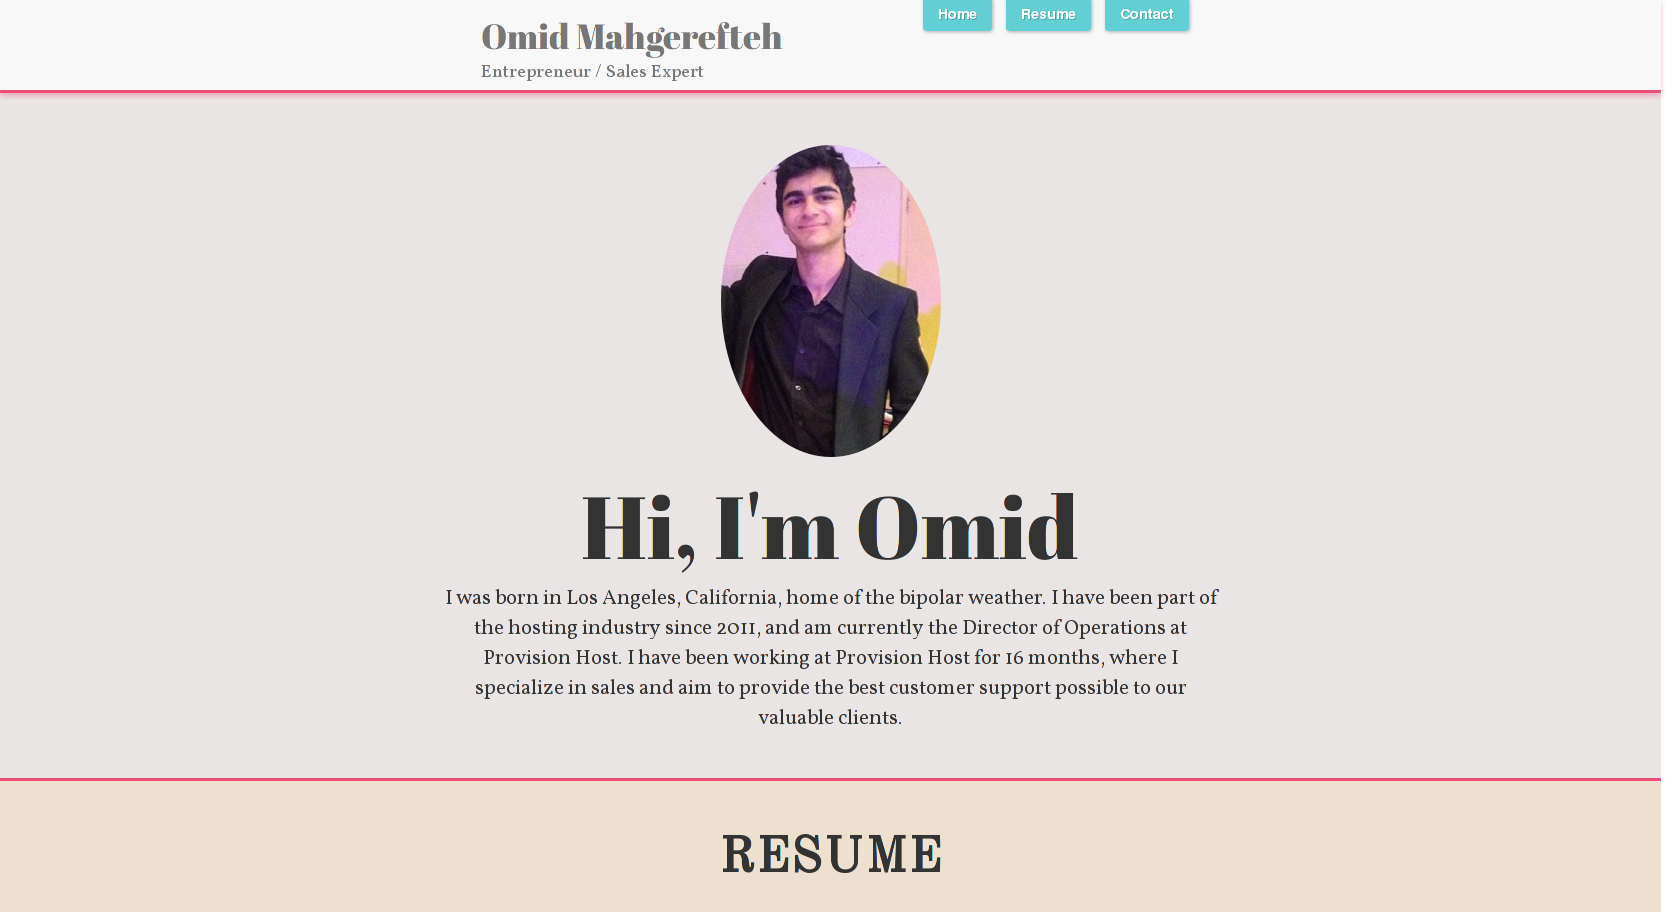 Home Resume Contact
Omid Mahgerefteh
Entrepreneur / Sales Expert
Hi, I'm Omid
I was born in Los Angeles, California, home of the bipolar weather. I have been part of
the hosting industry since 2011, and am currently the Director of Operations at
Provision Host. I have been working at Provision Host for 16 months, where I
specialize in sales and aim to provide the best customer support possible to our
valuable clients.
RESUME